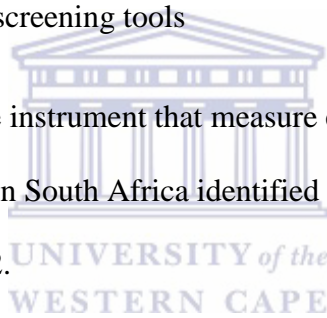 screening tools
instrument that measure
n South Africa identified
UNIVERSITY of the
WESTERN CAPE